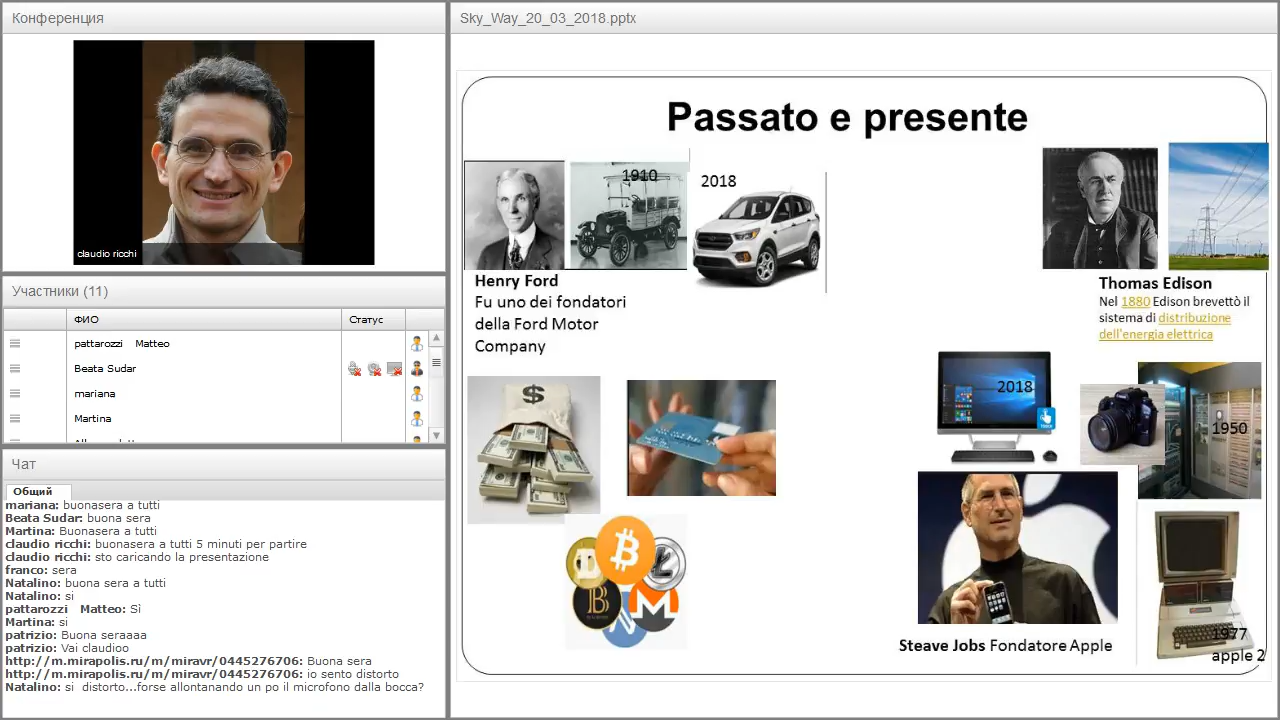 Конференция
claudio ricchi
Участники (11)
ФИО
Статус
pattarozzi Matteo
Beata Sudar
mariana
Martina
Чат
Общий
mariana: buonasera a tutti
Beata Sudar: buona sera
Martina: Buonasera a tutti
claudio ricchi: buonasera a tutti 5 minuti per partire
claudio ricchi: sto caricando la presentazione
franco: sera
Natalino: buona sera a tutti
Natalino: si
pattarozzi Matteo: Sì
Martina: si
patrizio: Buona seraaaa
patrizio: Vai claudioo
http://m.mirapolis.ru/m/miravr/0445276706: Buona sera
http://m.mirapolis.ru/m/miravr/0445276706: io sento distorto
Natalino: si distorto...forse allontanando un po il microfono dalla bocca?
Sky_Way_20_03_2018.pptx
Passato e presente
1910
2018
Henry Ford
Fu uno dei fondatori
della Ford Motor
Company
Thomas Edison
Nel 1880 Edison brevettò il
sistema di distribuzione
dell'energia elettrica
$
2018
1950
Steave Jobs Fondatore Apple
1977
apple 2